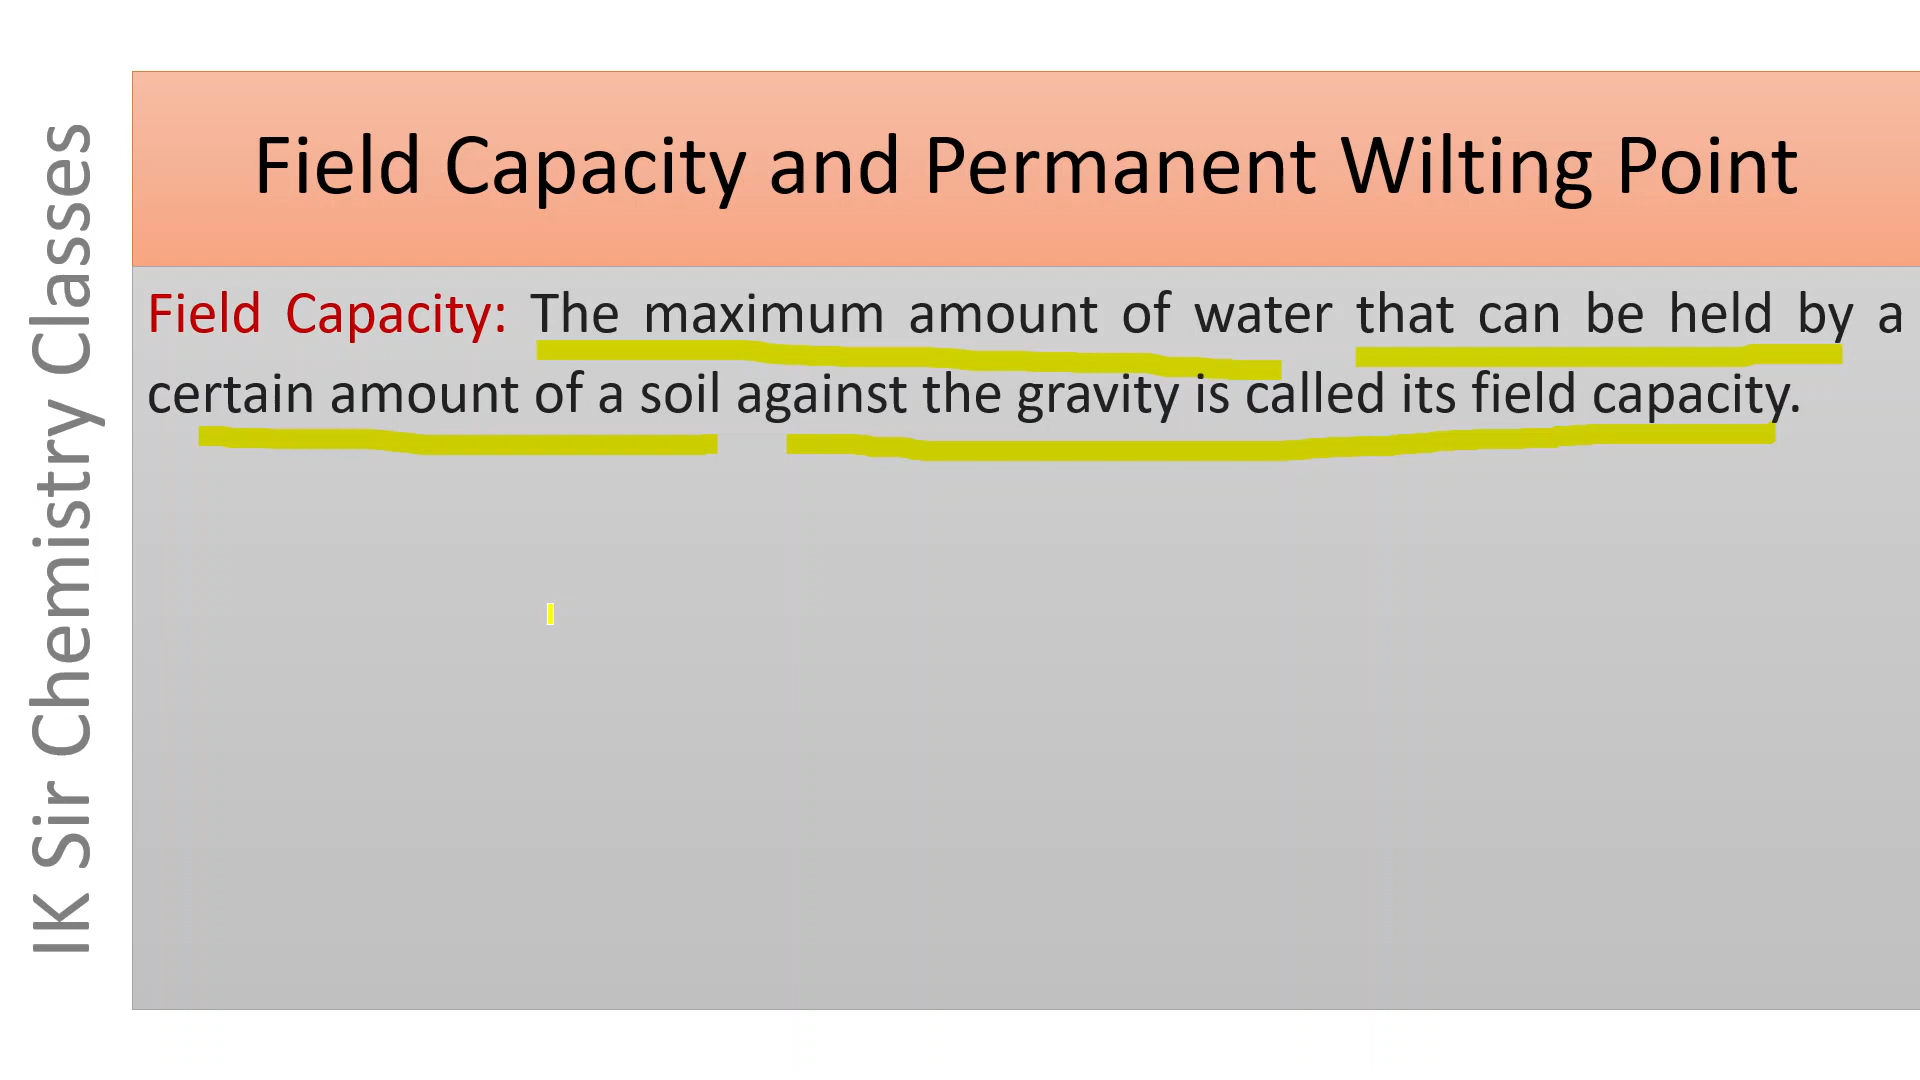 IK Sir Chemistry Classes
Field Capacity and Permanent Wilting Point
Field Capacity: The maximum amount of water that can be held by a
certain amount of a soil against the gravity is called its field capacity.